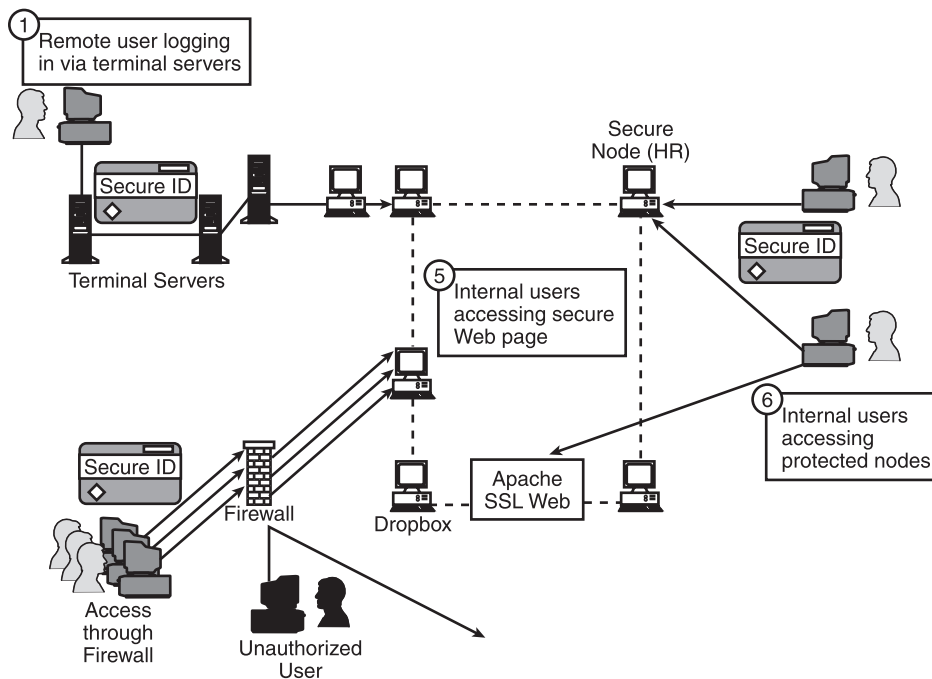 1
Remote user logging
in via terminal servers
Secure ID
Terminal Servers
Secure
Node (HR)
Secure ID
5
Internal users
accessing secure
Web page
6
Internal users
accessing
protected nodes
Secure ID
Firewall
Dropbox
Apache
SSL Web
Access
through
Firewall
Unauthorized
User